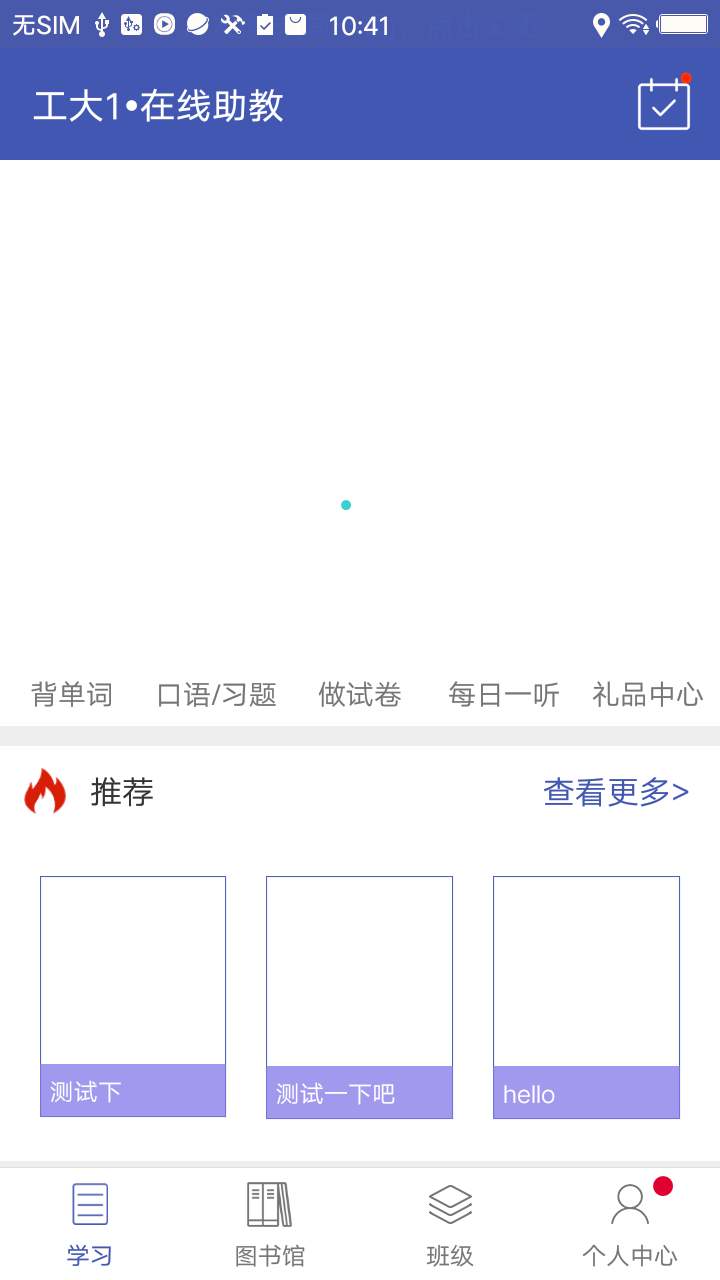 无SIM 10:41
工大1•在线助教
背单词 口语/习题 做试卷 每日一听 礼品中心
推荐 查看更多>
测试下 测试一下吧 hello
学习 图书馆 班级 个人中心